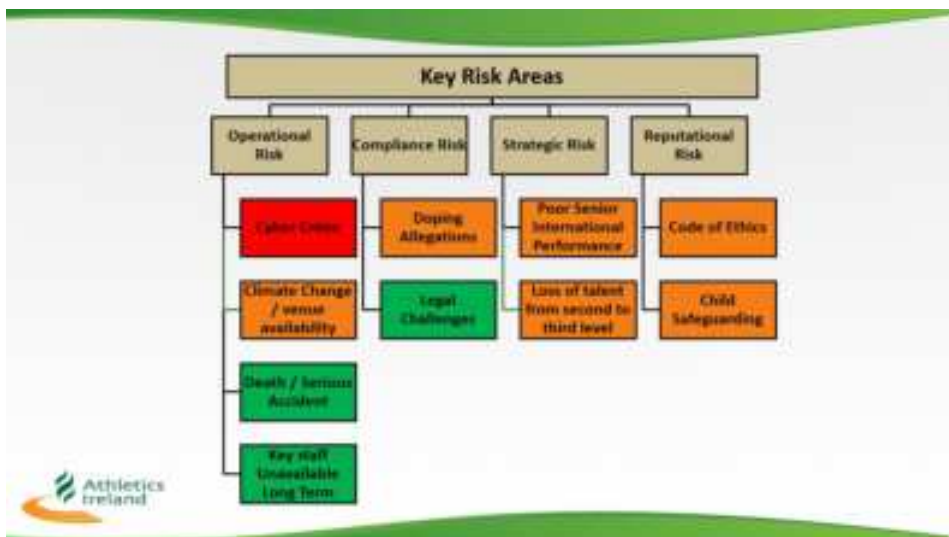 Key Risk Areas
Operational
Risk
Compliance Risk
Strategic Risk
Reputational
Risk
Cyber Crime
Doping
Allegations
Poor Senior
International
Performance
Code of Ethics
Climate Change
/ venue
availability
Legal
Challenges
Loss of talent
from second to
third level
Child
Safeguarding
Death / Serious
Accident
Key staff
Unavailable
Long Term
Athletics
Ireland